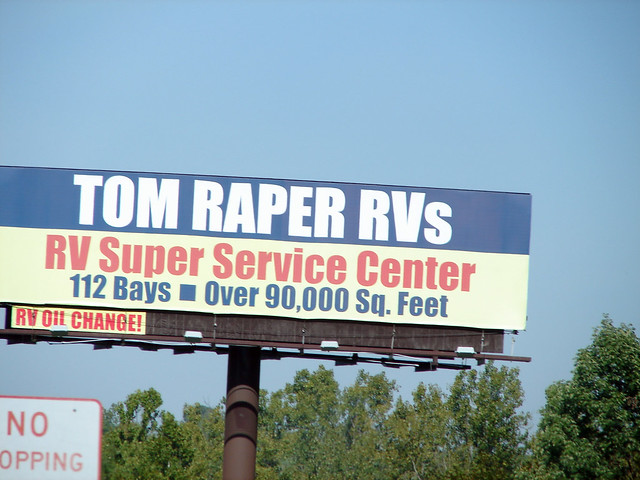 TOM RAPER RVs
RV Super Service Center
112 Bays ■ Over 90,000 Sq. Feet
RV OIL CHANGE!
NO
OPPING